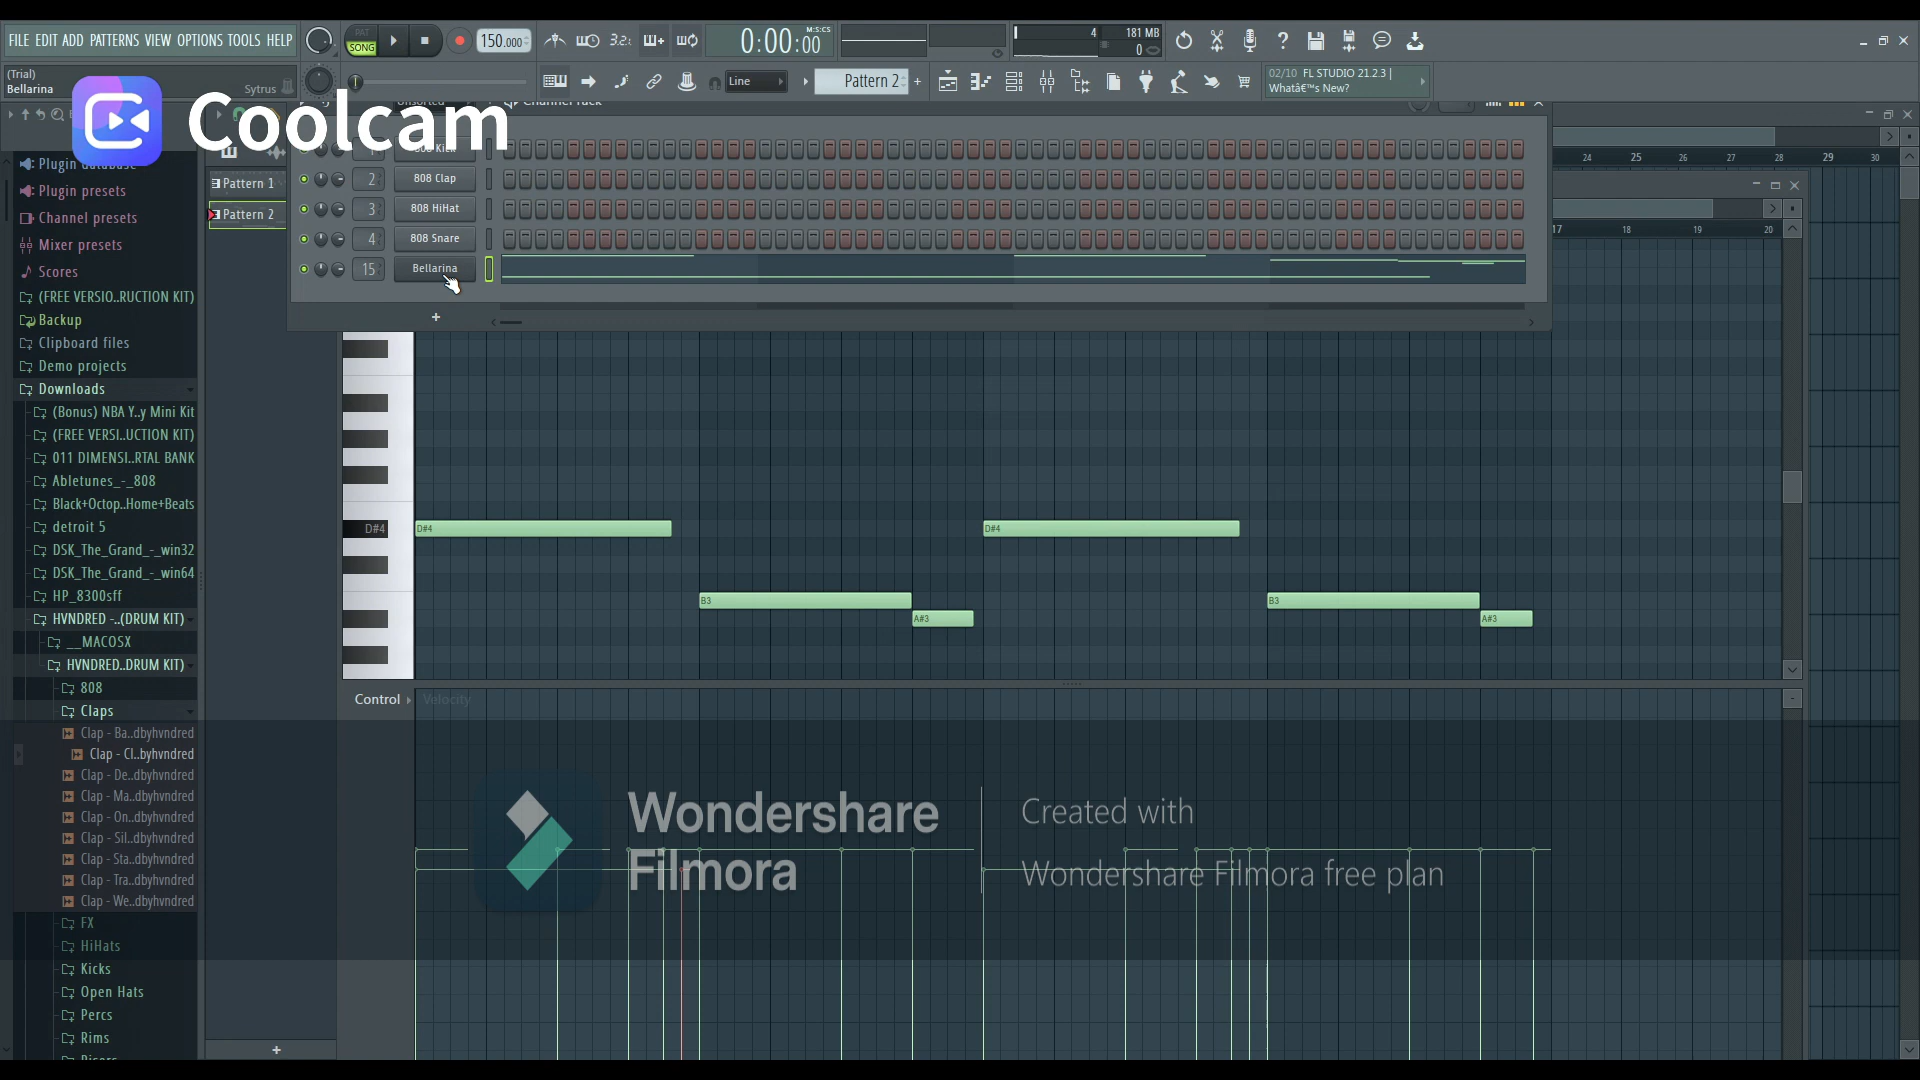 FILE EDIT ADD PATTERNS VIEW OPTIONS TOOLS HELP
PAT
SONG
150.000
0:00:00
M:S:CS
4
181 MB
0
(Trial)
Bellarina
Sytrus
Line
Pattern 2
02/10 FL STUDIO 21.2.3 |
Whatâ€™s New?
Coolcam
Channel rack
Plugin database
Plugin presets
Channel presets
Mixer presets
Scores
(FREE VERSIO..RUCTION KIT)
Backup
Clipboard files
Demo projects
Downloads
(Bonus) NBA Y..y Mini Kit
(FREE VERSI..UCTION KIT)
011 DIMENSI..RTAL BANK
Abletunes_-_808
Black+Octop..Home+Beats
detroit 5
DSK_The_Grand_-_win32
DSK_The_Grand_-_win64
HP_8300sff
HVNDRED -..(DRUM KIT)
__MACOSX
HVNDRED..DRUM KIT)
808
Claps
Clap - Ba..dbyhvndred
Clap - Cl..byhvndred
Clap - De..dbyhvndred
Clap - Ma..dbyhvndred
Clap - On..dbyhvndred
Clap - Sil..dbyhvndred
Clap - Sta..dbyhvndred
Clap - Tra..dbyhvndred
Clap - We..dbyhvndred
FX
HiHats
Kicks
Open Hats
Percs
Rims
Pattern 1
Pattern 2
1 808 Kick
2 808 Clap
3 808 HiHat
4 808 Snare
15 Bellarina
24 25 26 27 28 29 30
17 18 19 20
D#4
D#4 D#4
B3 B3
A#3 A#3
Control Velocity
Wondershare
Filmora
Created with
Wondershare Filmora free plan